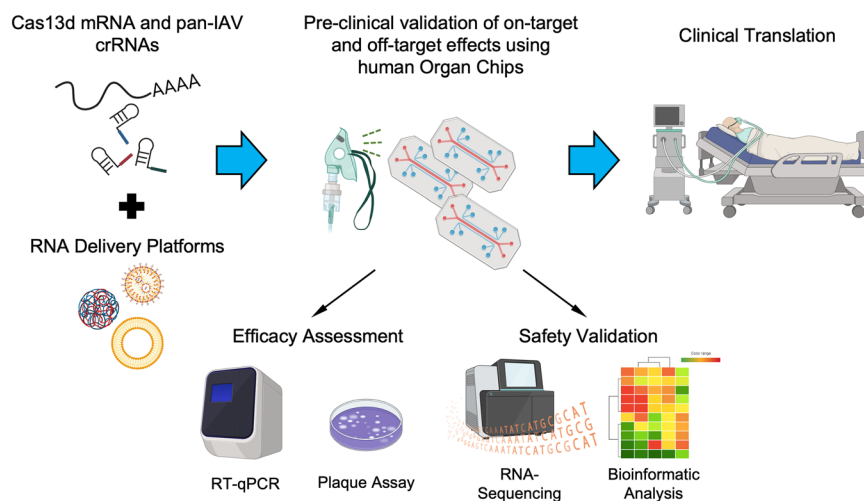 Cas13d mRNA and pan-IAV
crRNAs
AAAA
RNA Delivery Platforms
Pre-clinical validation of on-target
and off-target effects using
human Organ Chips
Clinical Translation
Efficacy Assessment
RT-qPCR
Plaque Assay
Safety Validation
RNA-
Sequencing
Color range
Bioinformatic
Analysis